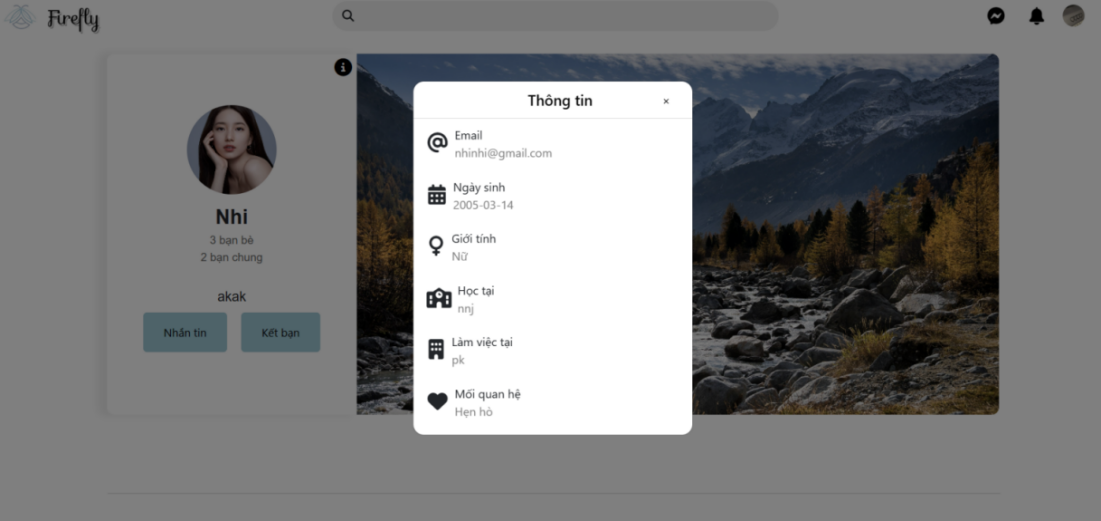 Firefly
Nhi
3 bạn bè
2 bạn chung
akak
Nhắn tin
Kết bạn
Thông tin ×
Email
nhinhi@gmail.com
Ngày sinh
2005-03-14
Giới tính
Nữ
Học tại
nnj
Làm việc tại
pk
Mối quan hệ
Hẹn hò